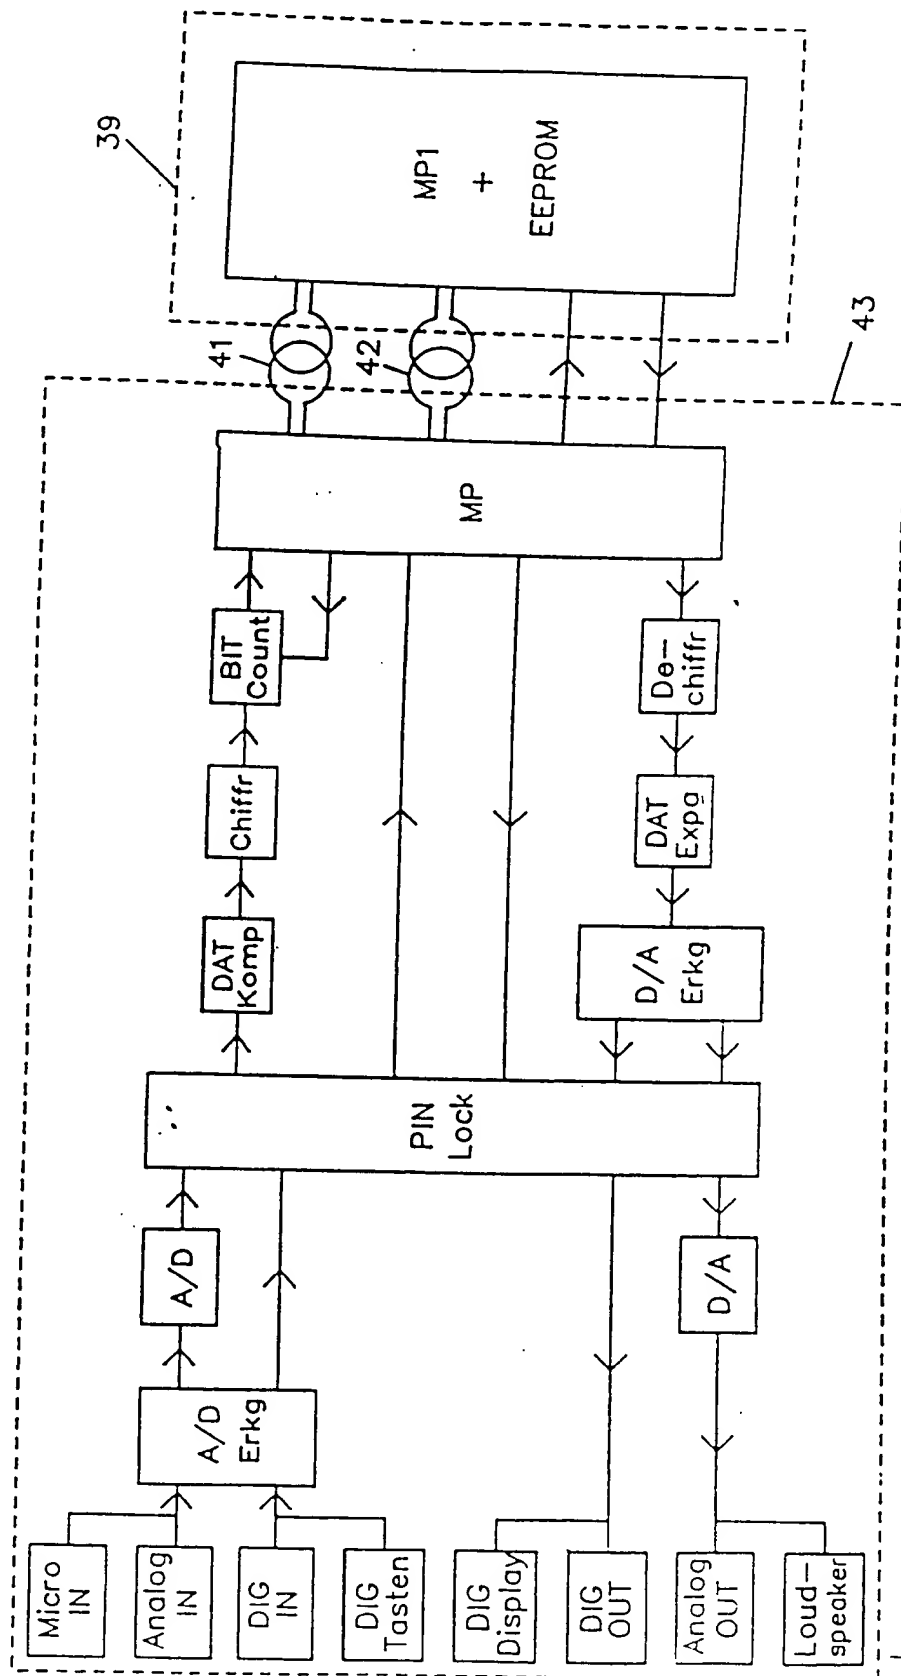 Micro
IN
Analog
IN
DIG
IN
DIG
Tasten
DIG
Display
DIG
OUT
Analog
OUT
Loud-
speaker
A/D
Erkg
A/D
D/A
PIN
Lock
DAT
Komp
Chiffr
BIT
Count
D/A
Erkg
DAT
Expa
De-
chiffr
MP
41
42
43
39
MP1
+
EEPROM